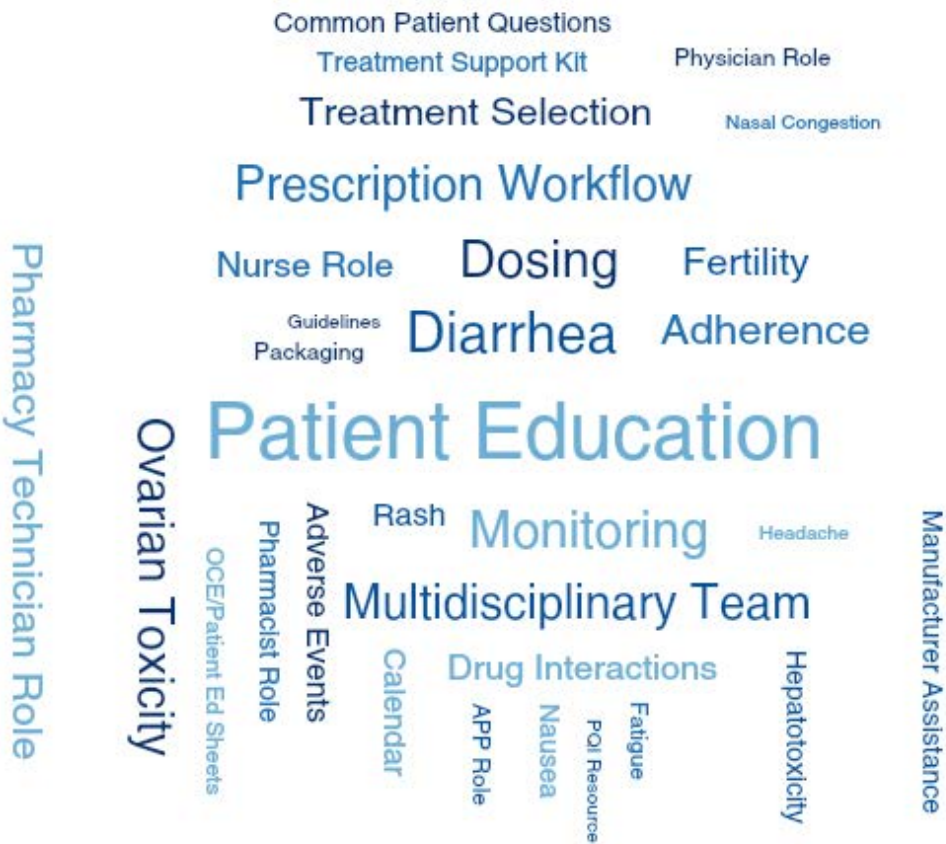 Common Patient Questions
Treatment Support Kit
Physician Role
Treatment Selection
Nasal Congestion
Prescription Workflow
Pharmacy Technician Role
Nurse Role
Dosing
Fertility
Guidelines
Packaging
Diarrhea
Adherence
Patient Education
Ovarian Toxicity
OCE/Patient Ed Sheets
Pharmacist Role
Adverse Events
Rash
Monitoring
Headache
Manufacturer Assistance
Multidisciplinary Team
Calendar
Drug Interactions
Hepatotoxicity
APP Role
Nausea
PQI Resource
Fatigue